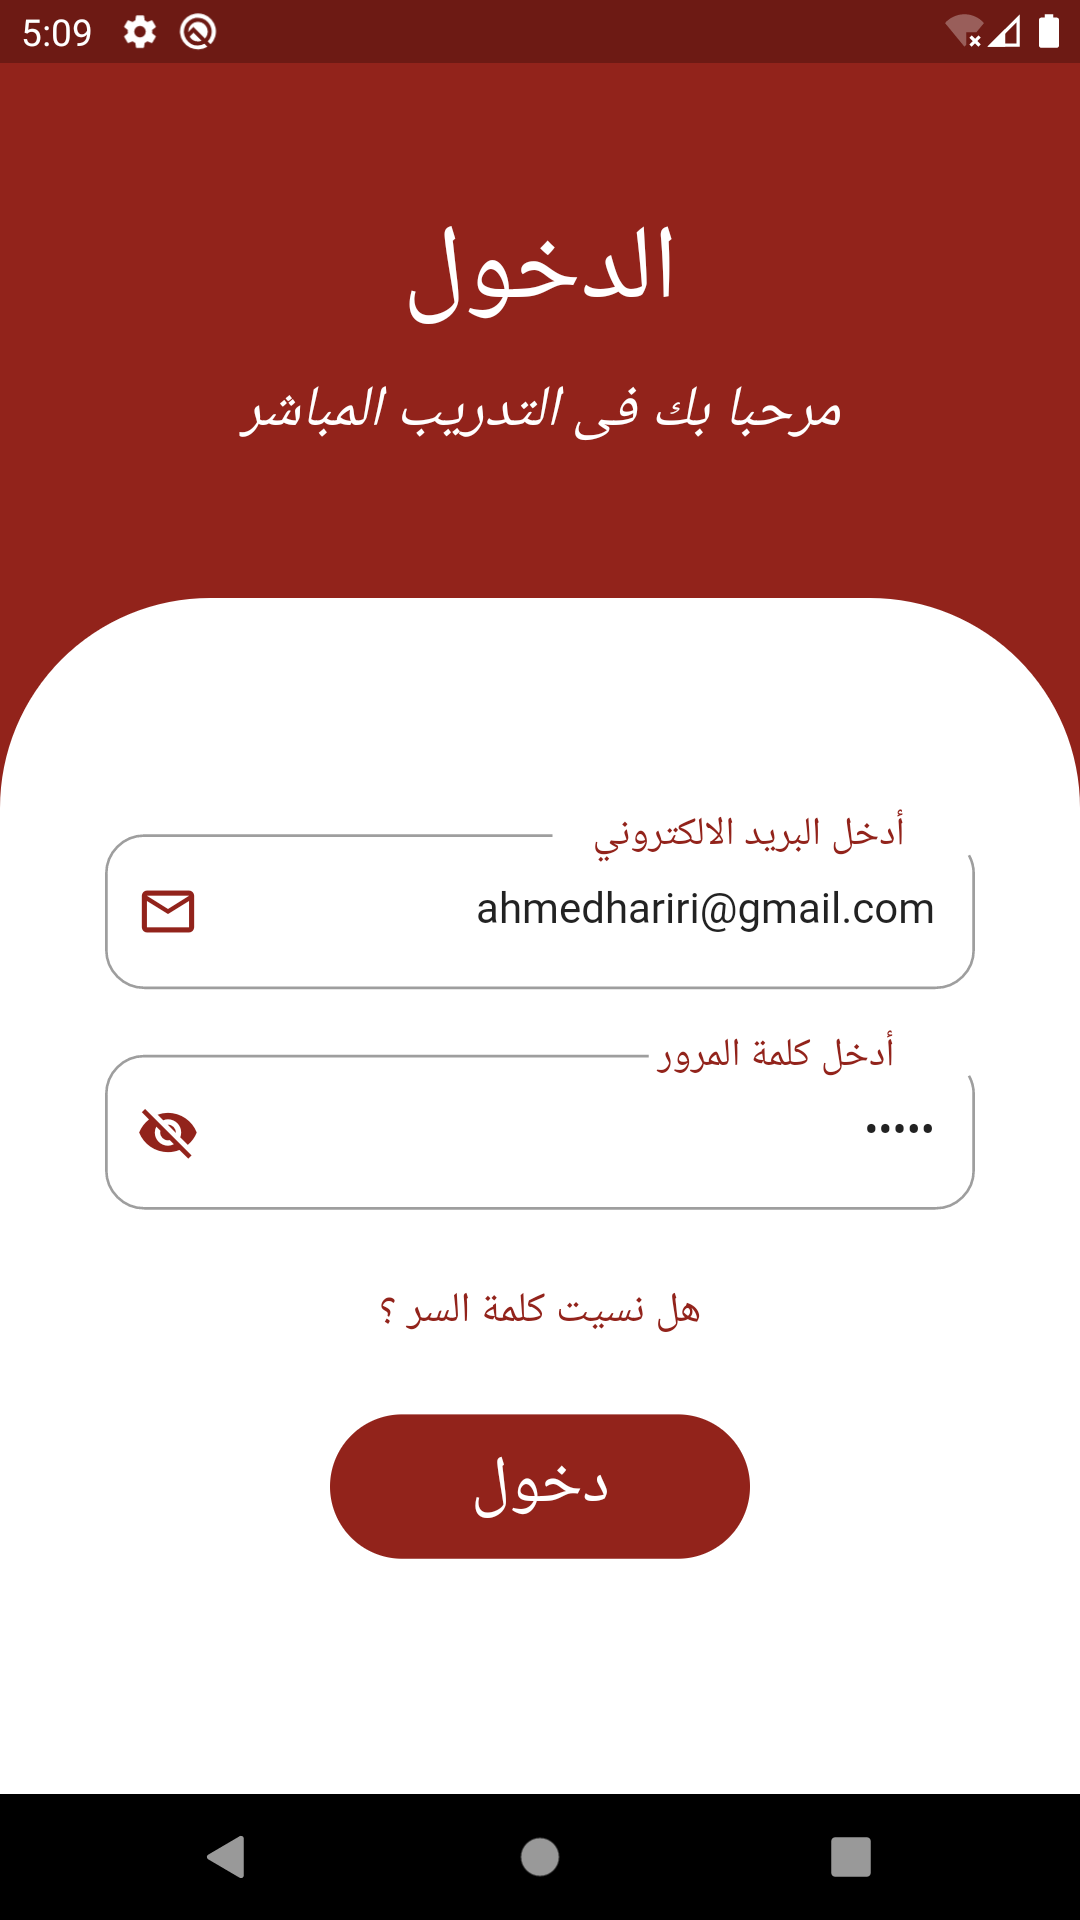 5:09
الدخول
مرحبا بك فى التدريب المباشر
أدخل البريد الالكتروني
ahmedhariri@gmail.com
أدخل كلمة المرور
•••••
هل نسيت كلمة السر ؟
دخول